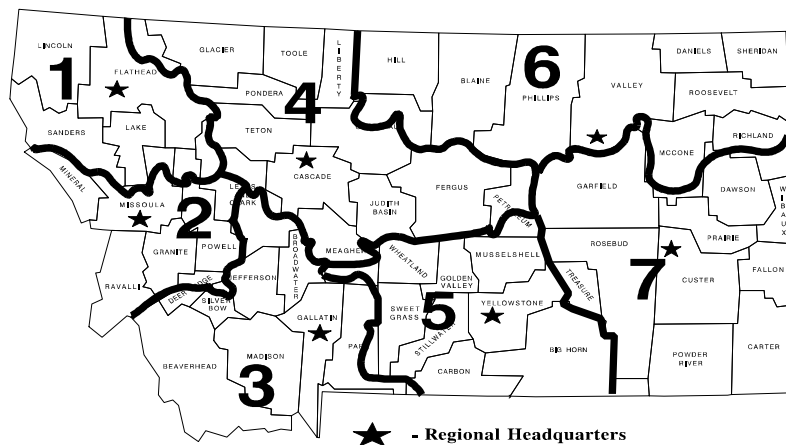 LINCOLN
FLATHEAD
1
GLACIER
TOOLE
LIBERTY
HILL
BLAINE
6
PHILLIPS
VALLEY
DANIELS
SHERIDAN
ROOSEVELT
PONDERA
4
TETON
SANDERS
LAKE
MINERAL
MISSOULA
2
CASCADE
JUDITH
BASIN
FERGUS
PETROLEUM
GARFIELD
MCCONE
RICHLAND
DAWSON
WIBAUX
PRAIRIE
RAVALLI
GRANITE
POWELL
CLARK
BROADWATER
MEAGHER
WHEATLAND
GOLDEN
VALLEY
MUSSELSHELL
ROSEBUD
7
CUSTER
FALLON
TREASURE
SILVER
BOW
GALLATIN
SWEET
GRASS
5
STILLWATER
YELLOWSTONE
BEAVERHEAD
MADISON
3
CARBON
BIG HORN
POWDER
RIVER
CARTER
- Regional Headquarters